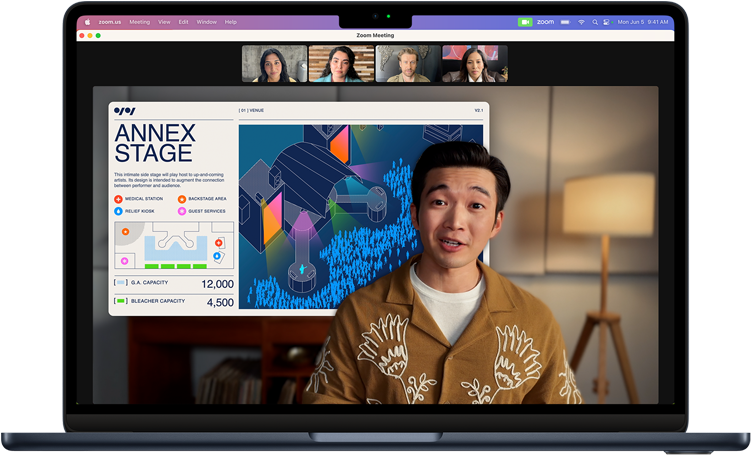 zoom.us Meeting View Edit Window Help zoom Mon Jun 5 9:41 AM
Zoom Meeting
[ 01 ] VENUE V2.1
ANNEX
STAGE
This intimate side stage will play host to up-and-coming
artists. Its design is intended to augment the connection
between performer and audience.
MEDICAL STATION BACKSTAGE AREA
RELIEF KIOSK GUEST SERVICES
G.A. CAPACITY 12,000
BLEACHER CAPACITY 4,500